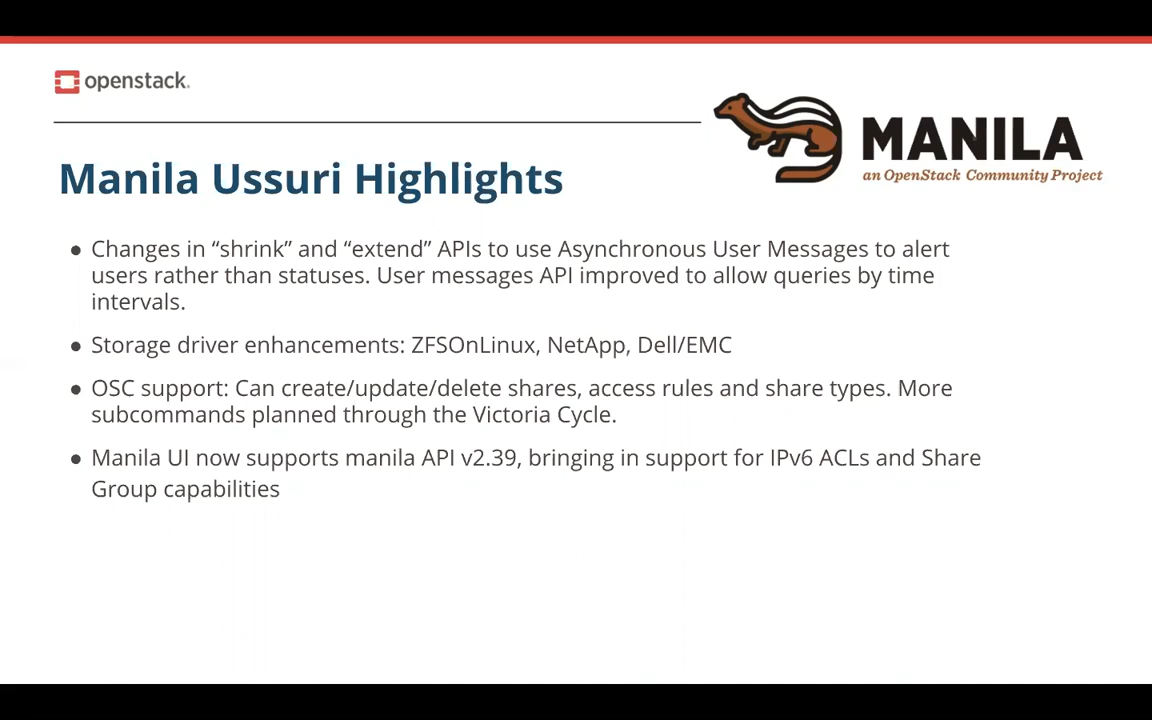 openstack.
MANILA
an OpenStack Community Project
Manila Ussuri Highlights
● Changes in “shrink” and “extend” APIs to use Asynchronous User Messages to alert
users rather than statuses. User messages API improved to allow queries by time
intervals.
● Storage driver enhancements: ZFSOnLinux, NetApp, Dell/EMC
● OSC support: Can create/update/delete shares, access rules and share types. More
subcommands planned through the Victoria Cycle.
● Manila UI now supports manila API v2.39, bringing in support for IPv6 ACLs and Share
Group capabilities